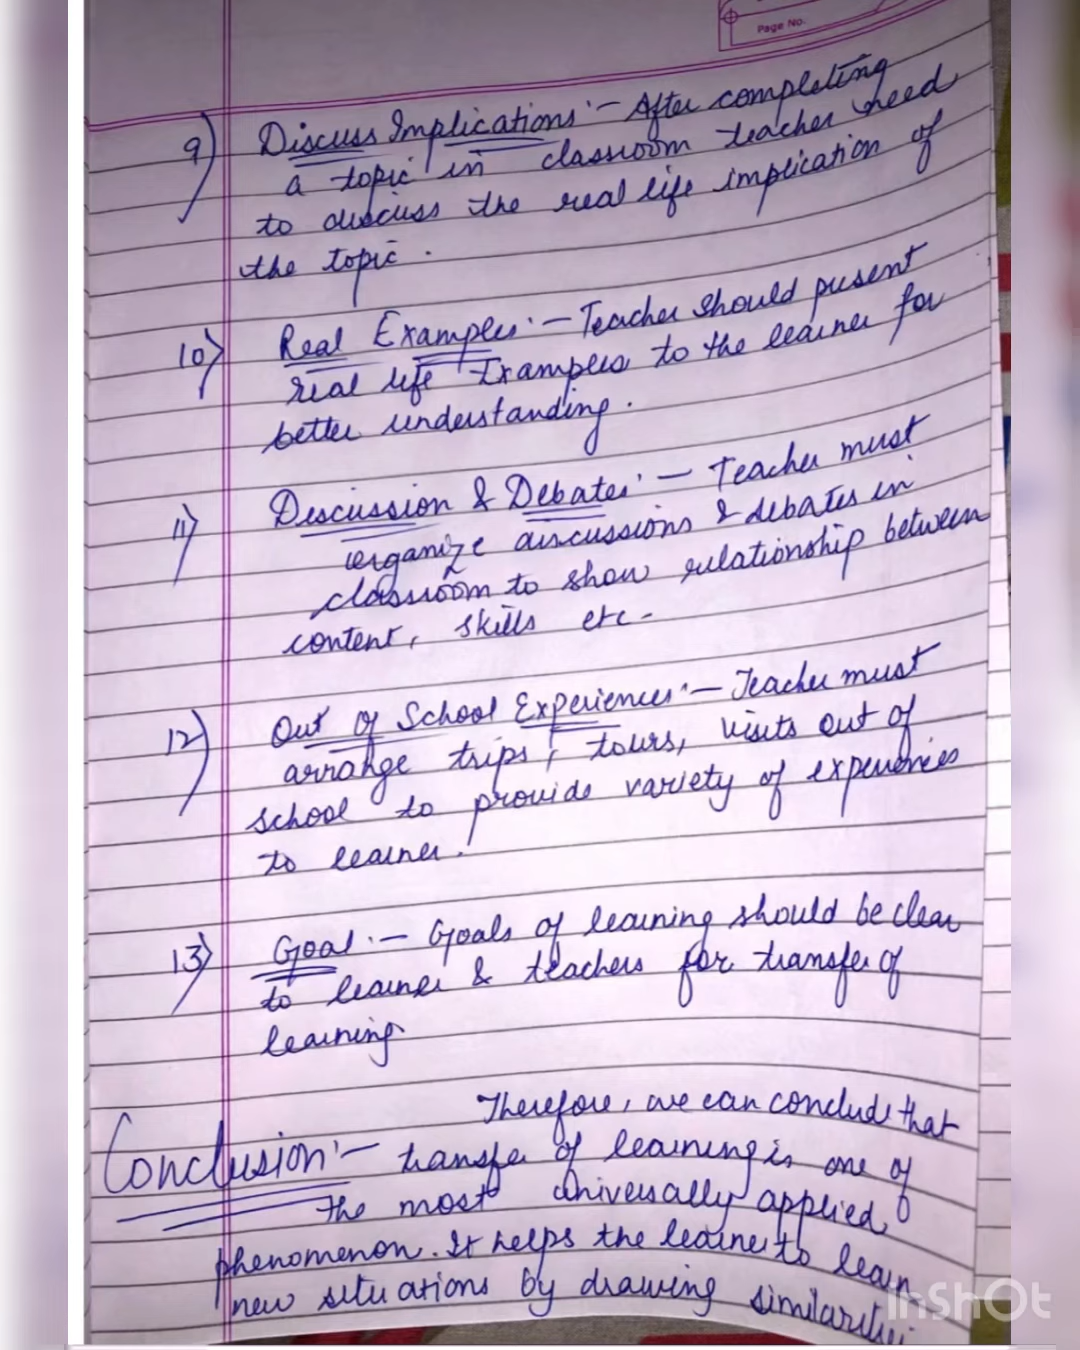 Page No.
9) Discuss Implications:- After completing
a topic in classroom teacher need
to discuss the real life implication of
the topic.
10) Real Examples:- Teacher should present
real life Examples to the learner for
better understanding.
11) Discussion & Debates:- Teacher must
organize discussions & debates in
classroom to show relationship between
content, skills etc-
12) Out of School Experiences:- Teacher must
arrange trips, tours, visits out of
school to provide variety of experiences
to learner.
13) Goal:- Goals of learning should be clear
to learner & teachers for transfer of
learning
Therefore, we can conclude that
Conclusion:- transfer of learning is one of
the most universally applied
phenomenon. It helps the learner to learn
new situations by drawing similarities
InShOt